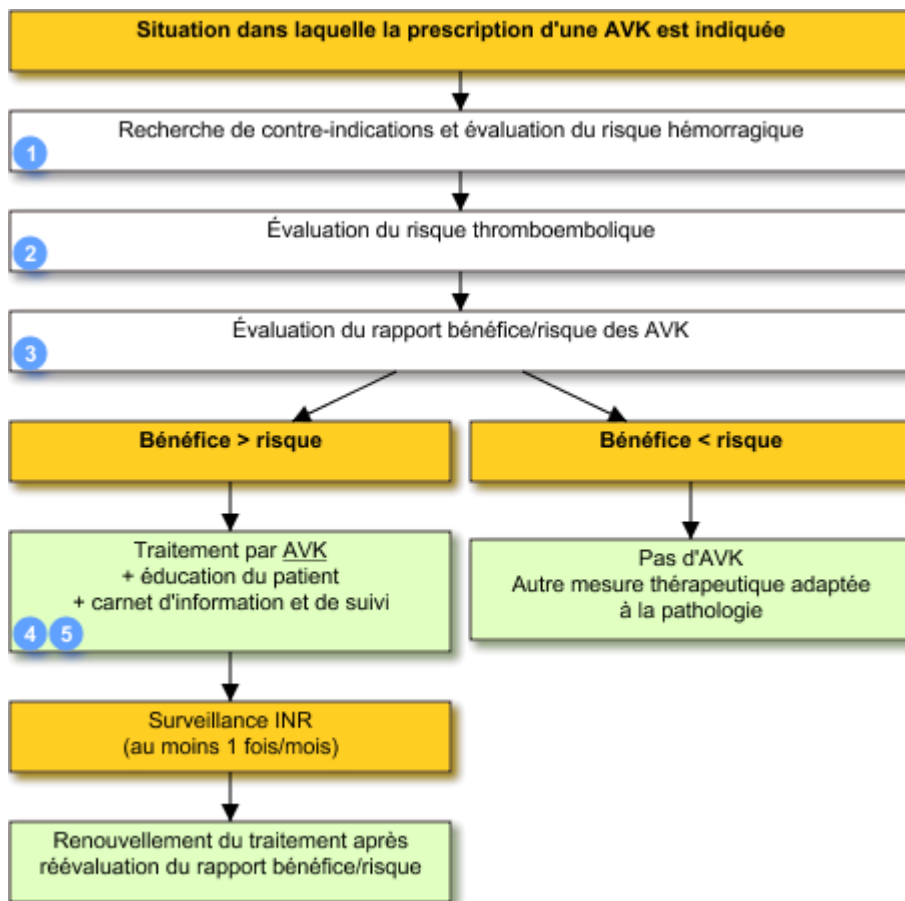 Situation dans laquelle la prescription d'une AVK est indiquée
Recherche de contre-indications et évaluation du risque hémorragique
1
Évaluation du risque thromboembolique
2
Évaluation du rapport bénéfice/risque des AVK
3
Bénéfice > risque
Bénéfice < risque
Traitement par AVK
+ éducation du patient
+ carnet d'information et de suivi
4 5
Pas d'AVK
Autre mesure thérapeutique adaptée
à la pathologie
Surveillance INR
(au moins 1 fois/mois)
Renouvellement du traitement après
réévaluation du rapport bénéfice/risque